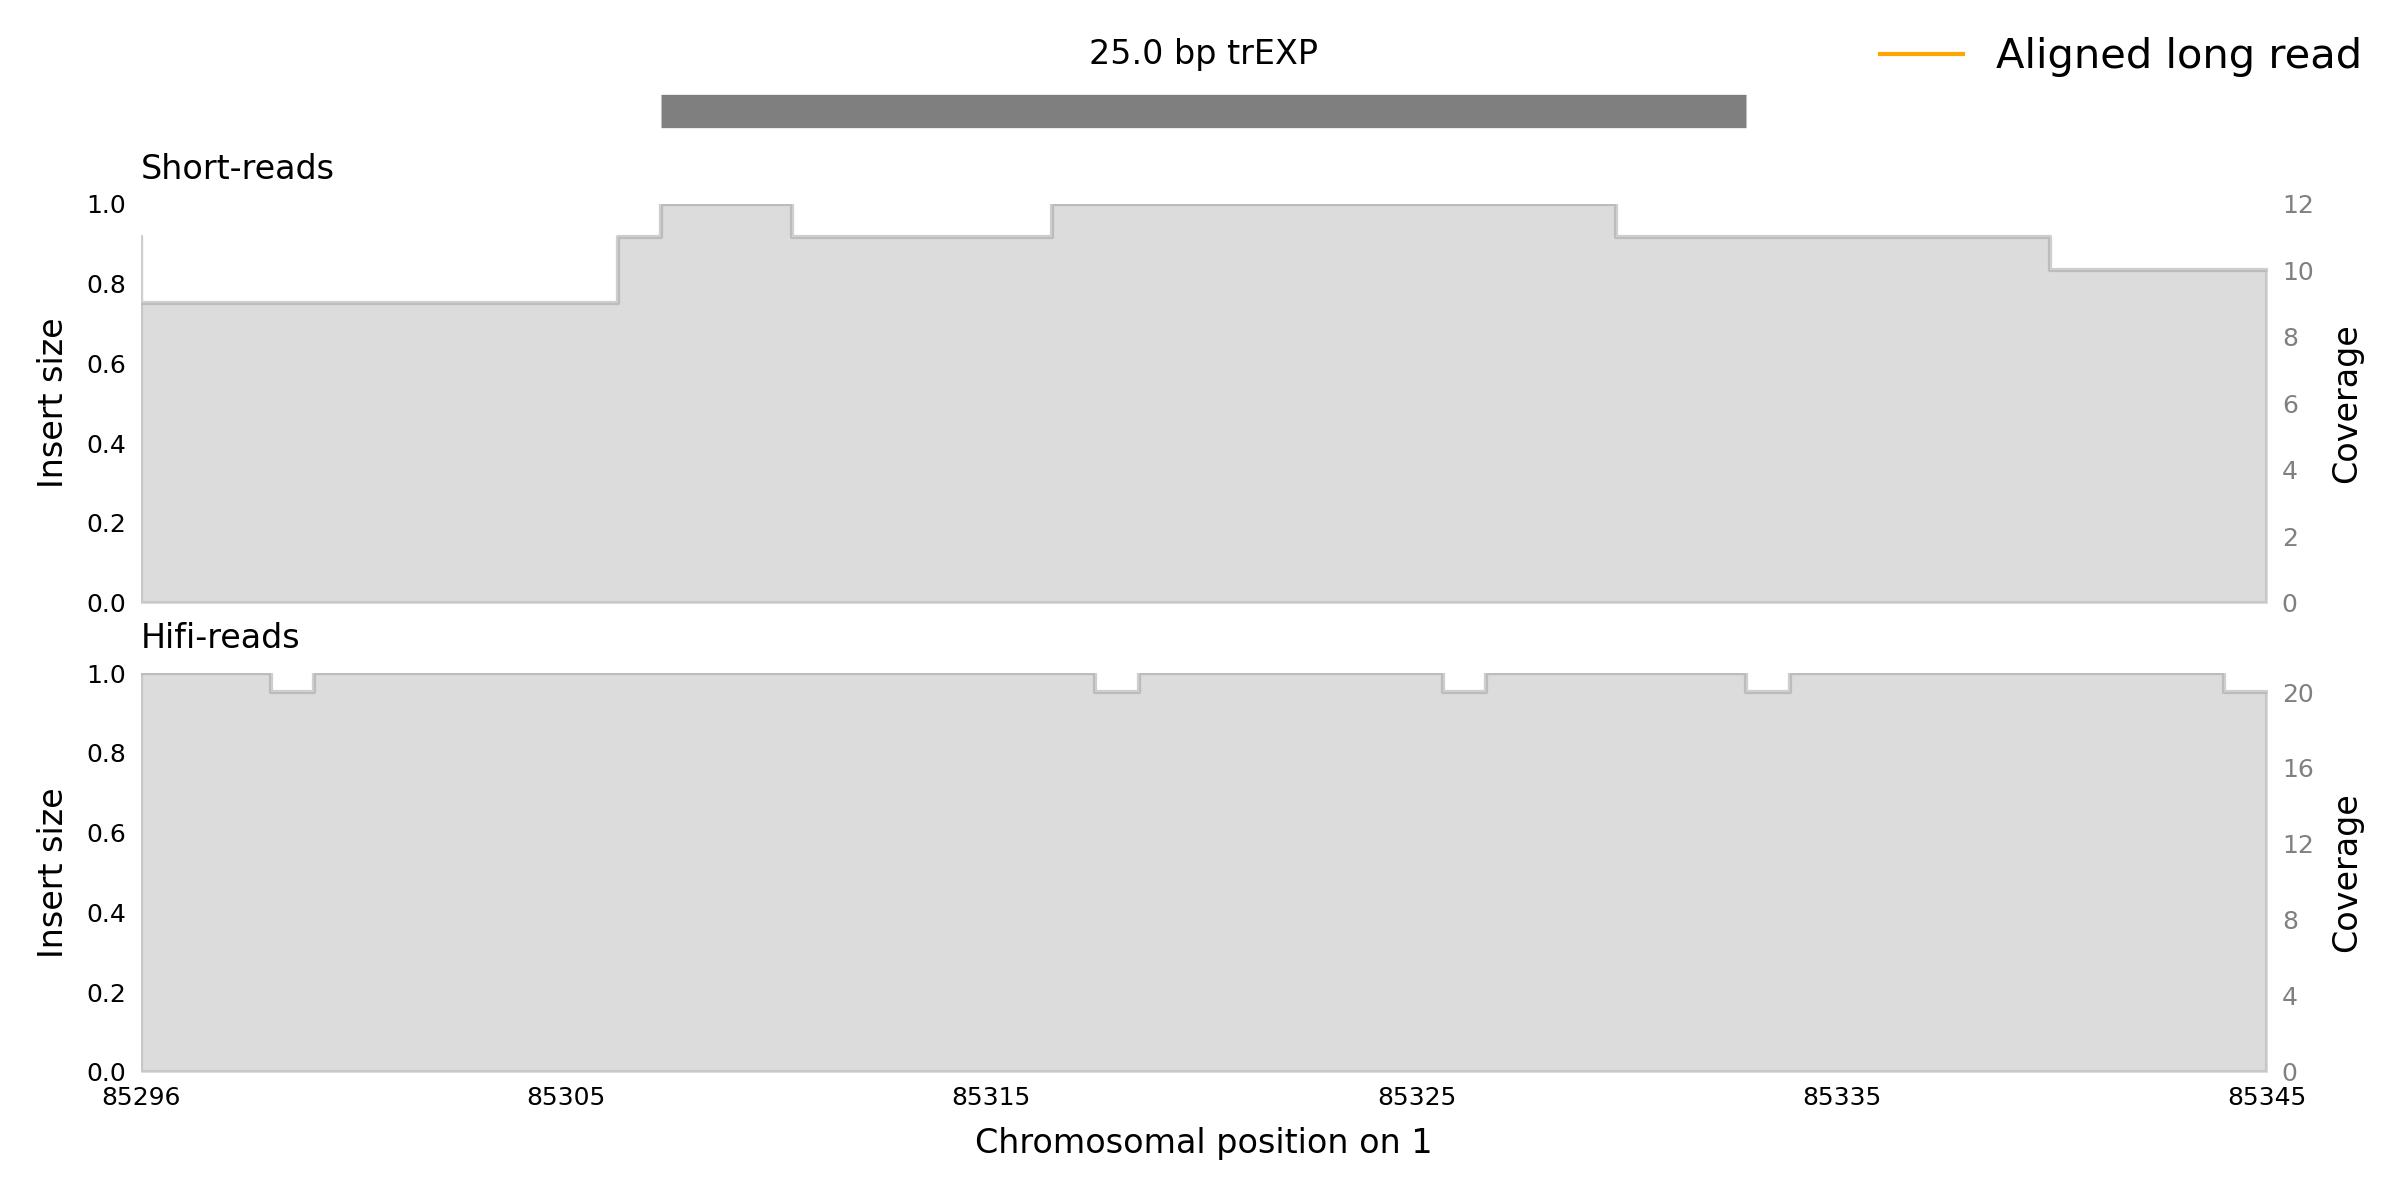 25.0 bp trEXP
Aligned long read
Short-reads
1.0
0.8
0.6
0.4
0.2
0.0
Insert size
12
10
8
6
4
2
0
Coverage
Hifi-reads
1.0
0.8
0.6
0.4
0.2
0.0
Insert size
20
16
12
8
4
0
Coverage
85296 85305 85315 85325 85335 85345
Chromosomal position on 1